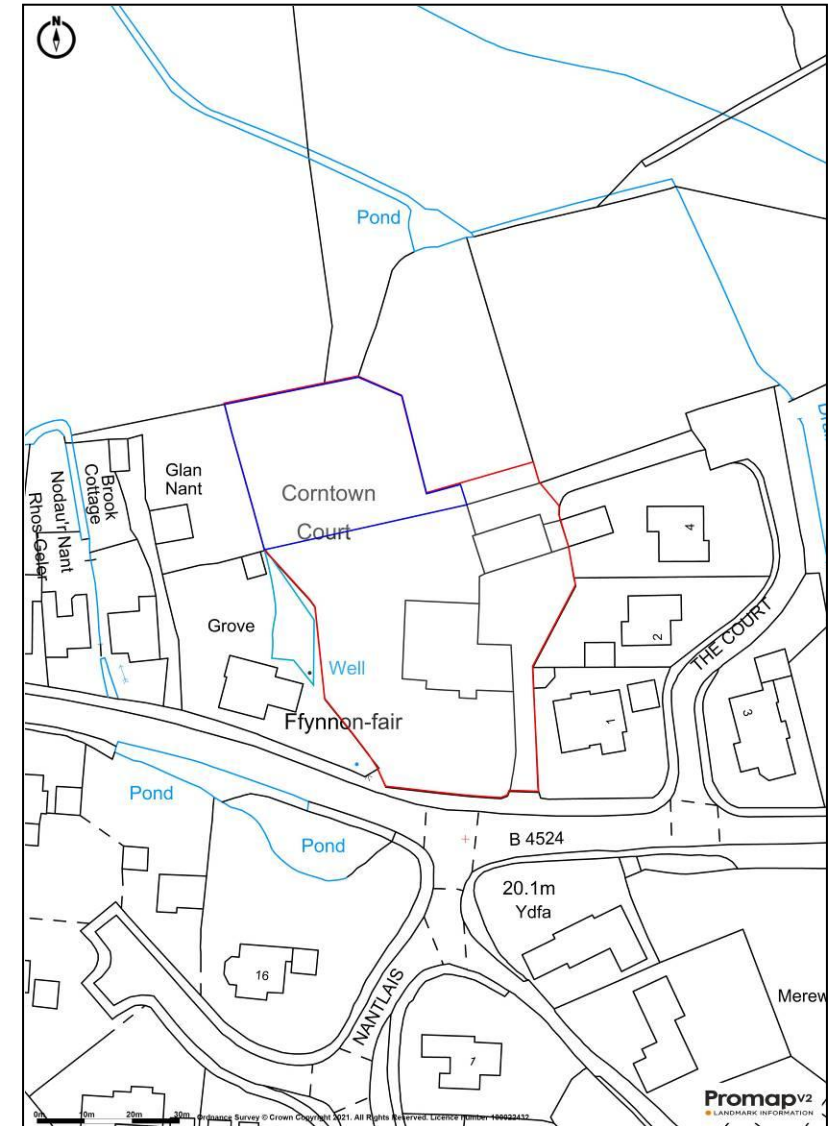 N
Pond
Glan
Nant
Brook
Cottage
Nodau'r Nant
Rhos-Geler
Corntown
Court
Grove
Well
Ffynnon-fair
4
2
1
3
THE COURT
Pond
Pond
B 4524
20.1m
Ydfa
16
NANTLAIS
1
Merew
0m 10m 20m 30m
Ordnance Survey © Crown Copyright 2021. All Rights Reserved. Licence number 100022432
Promap V2
LANDMARK INFORMATION